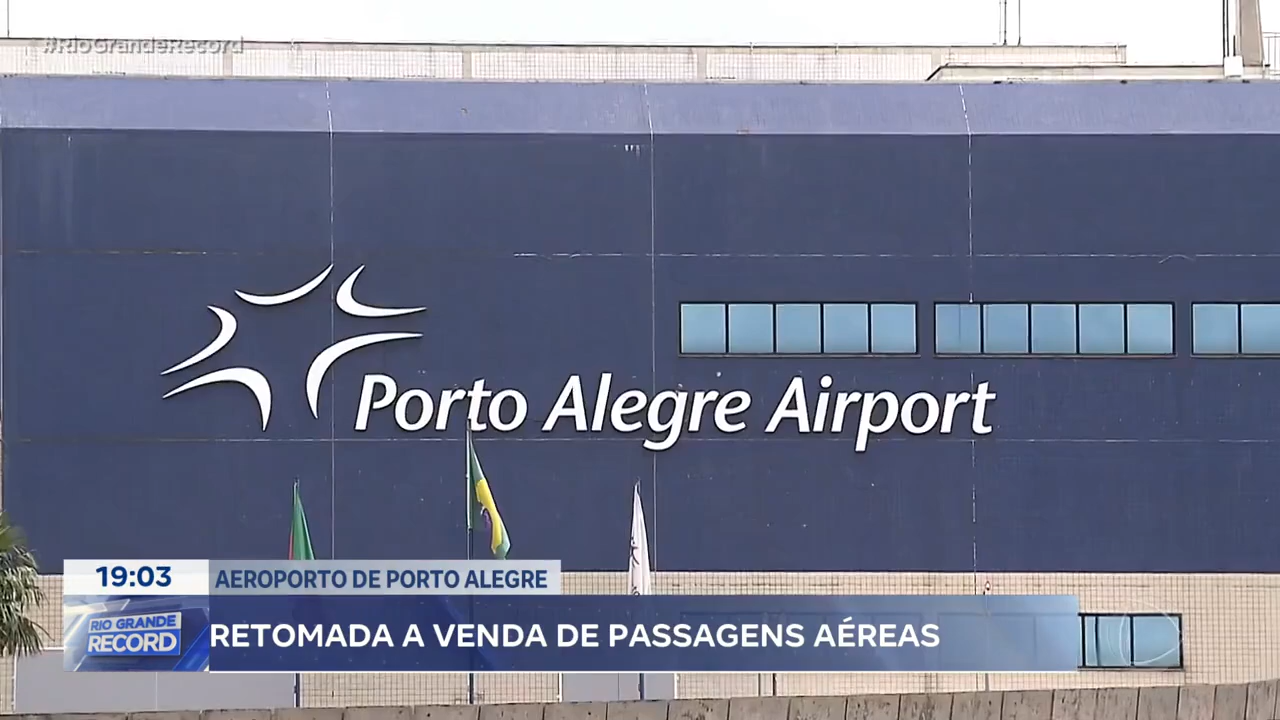 #RioGrandeRecord
Porto Alegre Airport
19:03
AEROPORTO DE PORTO ALEGRE
RIO GRANDE
RECORD
RETOMADA A VENDA DE PASSAGENS AÉREAS